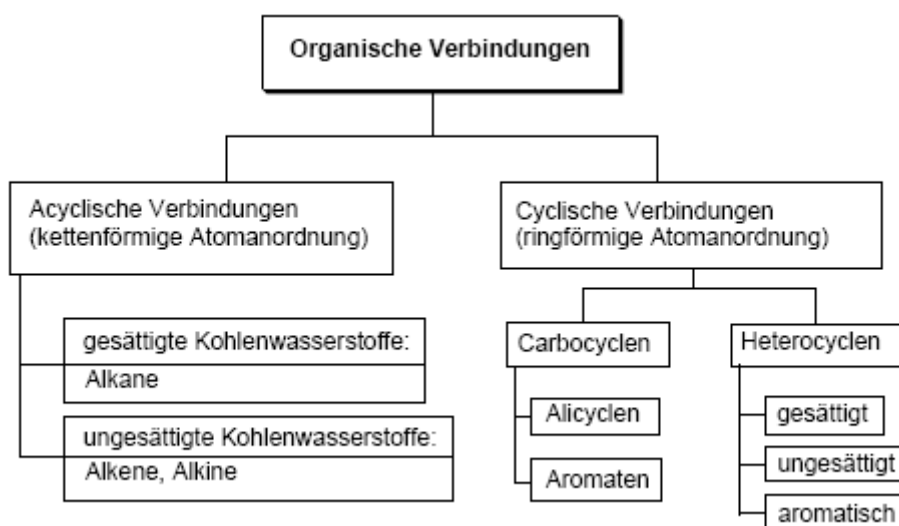 Organische Verbindungen
Acyclische Verbindungen
(kettenförmige Atomanordnung)
gesättigte Kohlenwasserstoffe:
Alkane
ungesättigte Kohlenwasserstoffe:
Alkene, Alkine
Cyclische Verbindungen
(ringförmige Atomanordnung)
Carbocyclen
Alicyclen
Aromaten
Heterocyclen
gesättigt
ungesättigt
aromatisch